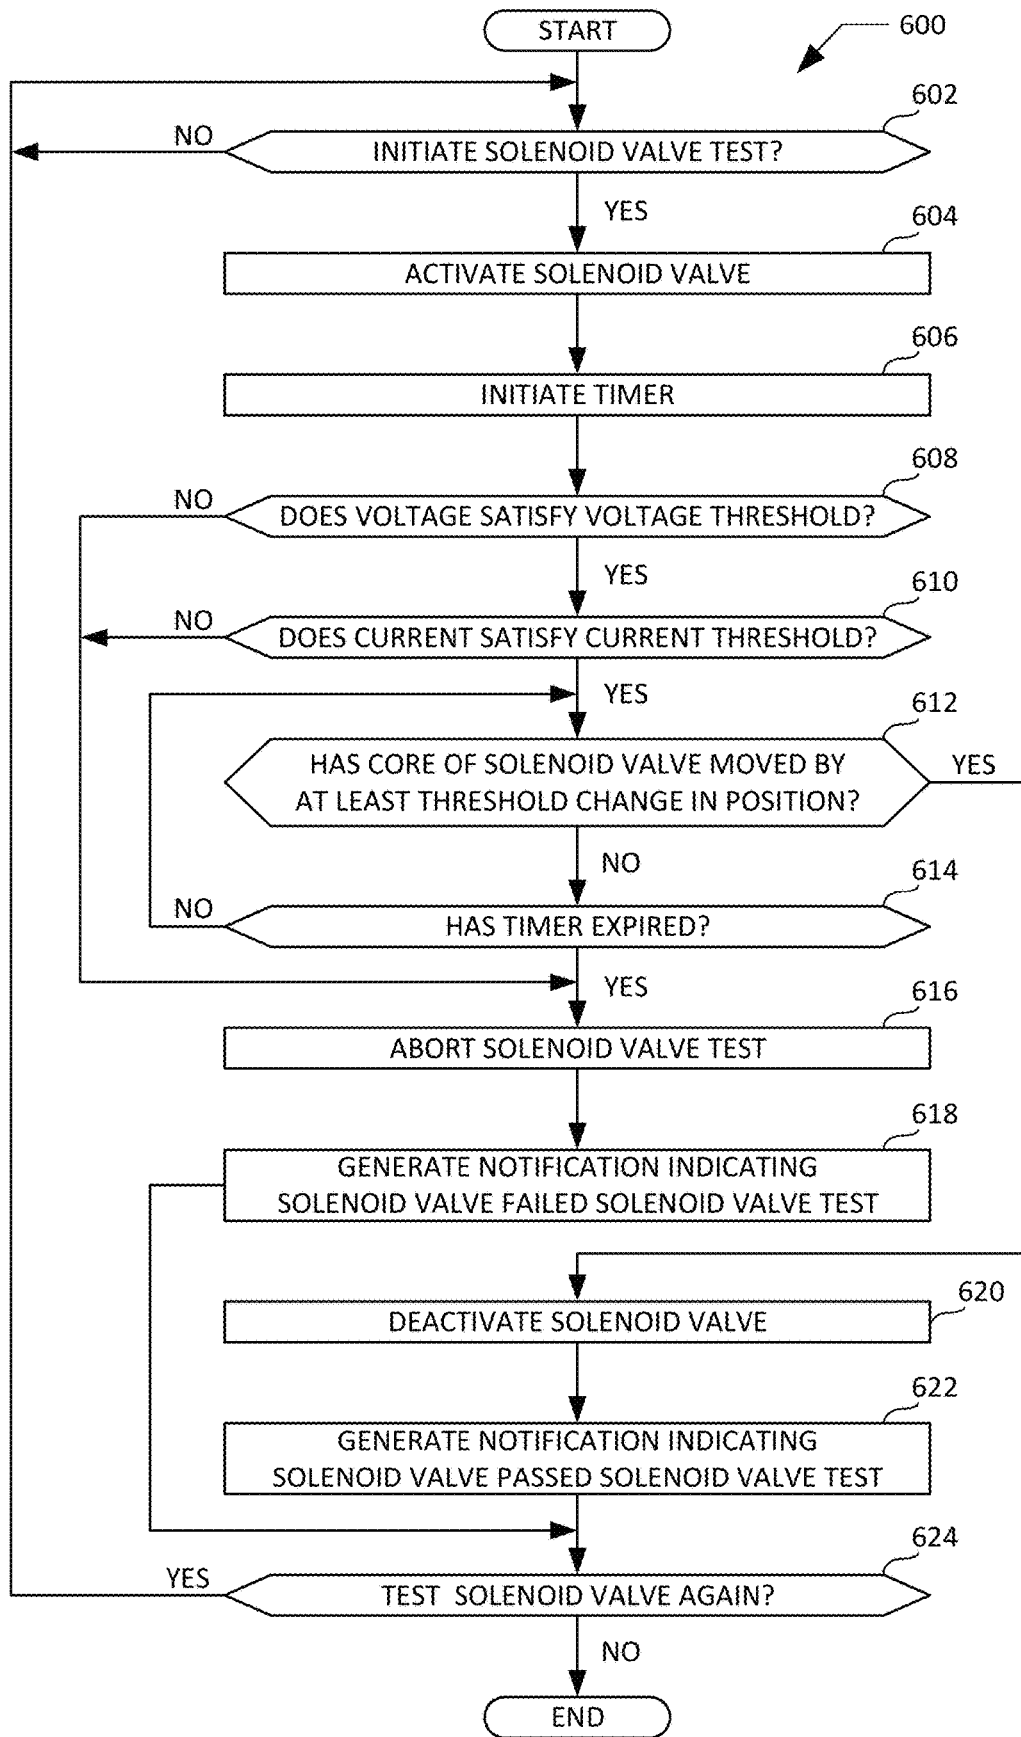 START
600
602
NO
INITIATE SOLENOID VALVE TEST?
YES
604
ACTIVATE SOLENOID VALVE
606
INITIATE TIMER
608
NO
DOES VOLTAGE SATISFY VOLTAGE THRESHOLD?
YES
610
NO
DOES CURRENT SATISFY CURRENT THRESHOLD?
YES
612
HAS CORE OF SOLENOID VALVE MOVED BY
AT LEAST THRESHOLD CHANGE IN POSITION?
YES
NO
614
NO
HAS TIMER EXPIRED?
YES
616
ABORT SOLENOID VALVE TEST
618
GENERATE NOTIFICATION INDICATING
SOLENOID VALVE FAILED SOLENOID VALVE TEST
620
DEACTIVATE SOLENOID VALVE
622
GENERATE NOTIFICATION INDICATING
SOLENOID VALVE PASSED SOLENOID VALVE TEST
624
YES
TEST SOLENOID VALVE AGAIN?
NO
END